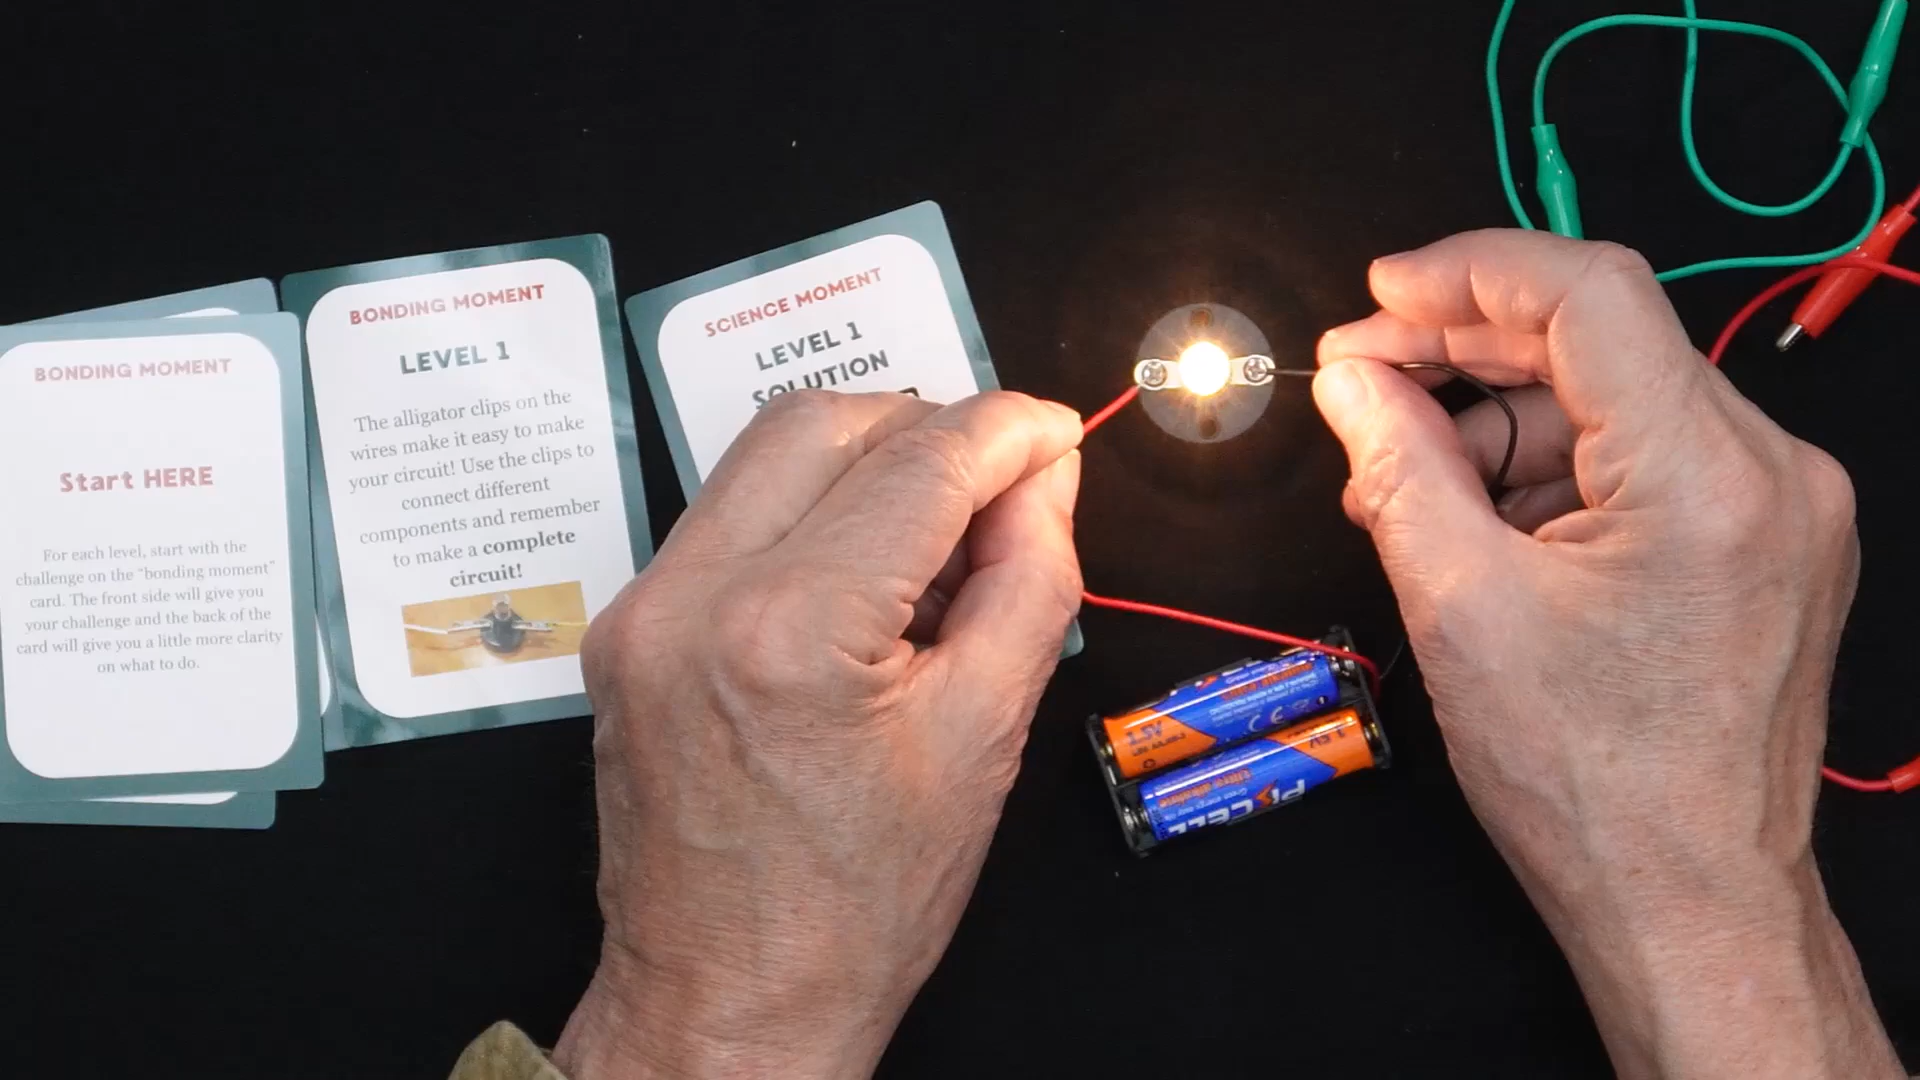 BONDING MOMENT
Start HERE
For each level, start with the
challenge on the "bonding moment"
card. The front side will give you
your challenge and the back of the
card will give you a little more clarity
on what to do.
BONDING MOMENT
LEVEL 1
The alligator clips on the
wires make it easy to make
your circuit! Use the clips to
connect different
components and remember
to make a complete
circuit!
SCIENCE MOMENT
LEVEL 1
SOLUTION
1.5V
1.5V
PKCELL